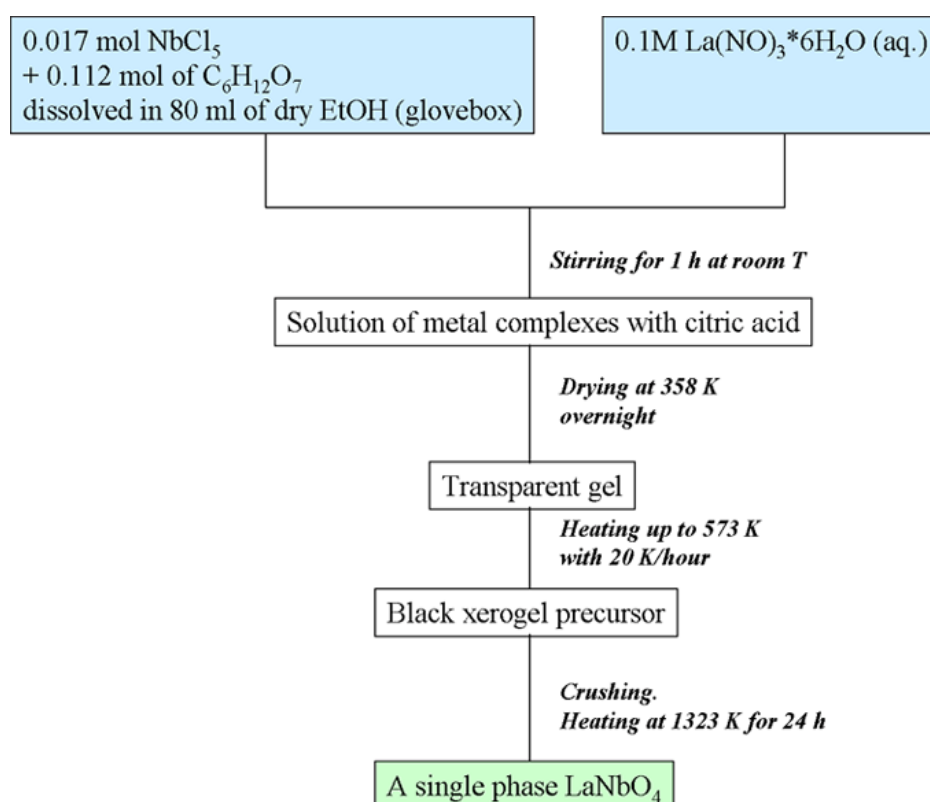 0.017 mol NbCl₅
+ 0.112 mol of C₆H₁₂O₇
dissolved in 80 ml of dry EtOH (glovebox)
0.1M La(NO)₃*6H₂O (aq.)
Stirring for 1 h at room T
Solution of metal complexes with citric acid
Drying at 358 K
overnight
Transparent gel
Heating up to 573 K
with 20 K/hour
Black xerogel precursor
Crushing.
Heating at 1323 K for 24 h
A single phase LaNbO₄